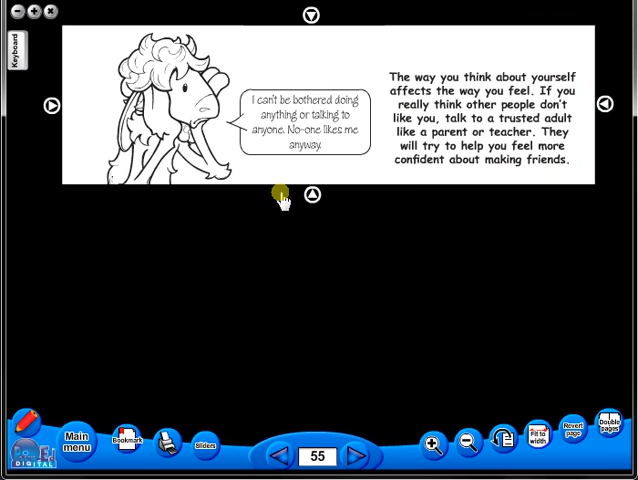 Keyboard
I can't be bothered doing
anything or talking to
anyone. No-one likes me
anyway.
The way you think about yourself
affects the way you feel. If you
really think other people don't
like you, talk to a trusted adult
like a parent or teacher. They
will try to help you feel more
confident about making friends.
Main
menu
Bookmark
Sliders
55
Fit to
width
Revert
page
Double
pages
DIGITAL